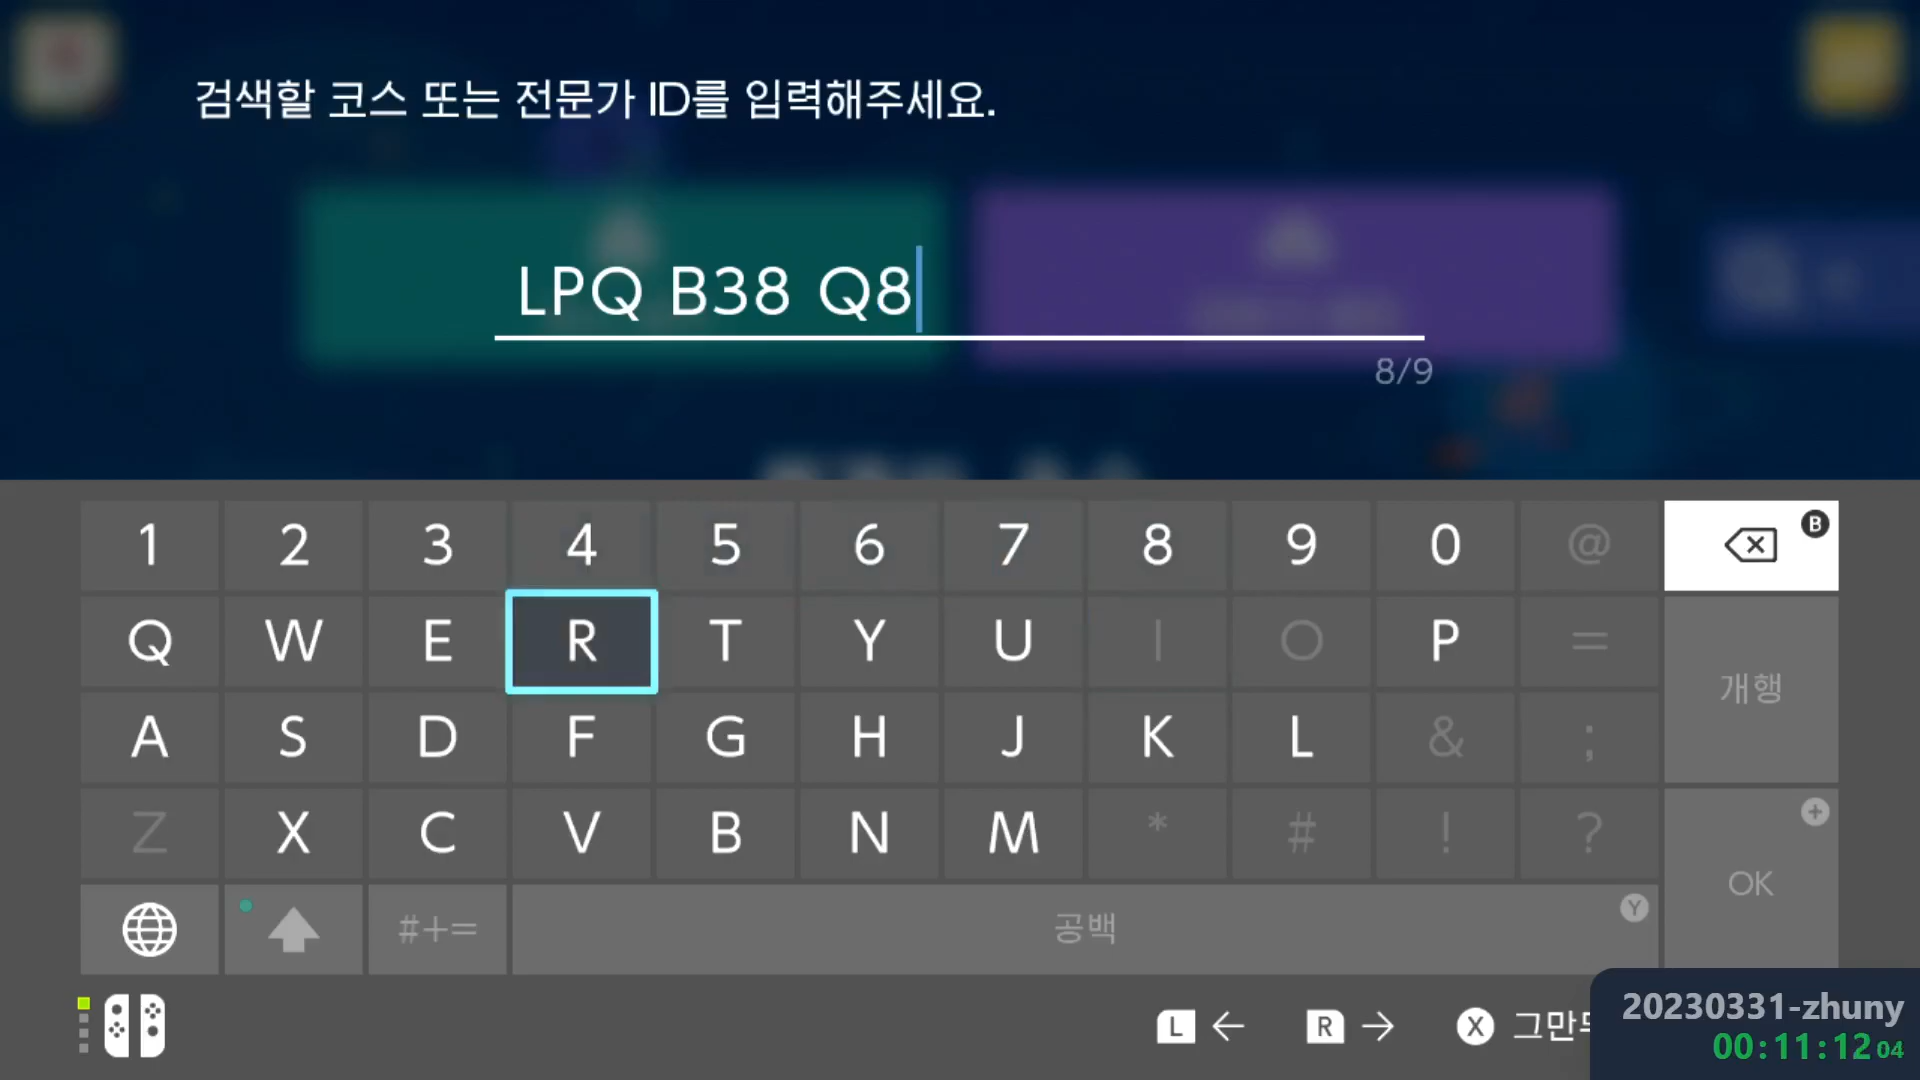 검색할 코스 또는 전문가 ID를 입력해주세요.
LPQ B38 Q8
8/9
1 2 3 4 5 6 7 8 9 0 @ B
Q W E R T Y U I O P =
개행
A S D F G H J K L & ;
Z X C V B N M * # ! ?
OK
#+= 공백 Y
L ← R → X 그만
20230331-zhuny
00:11:12 04